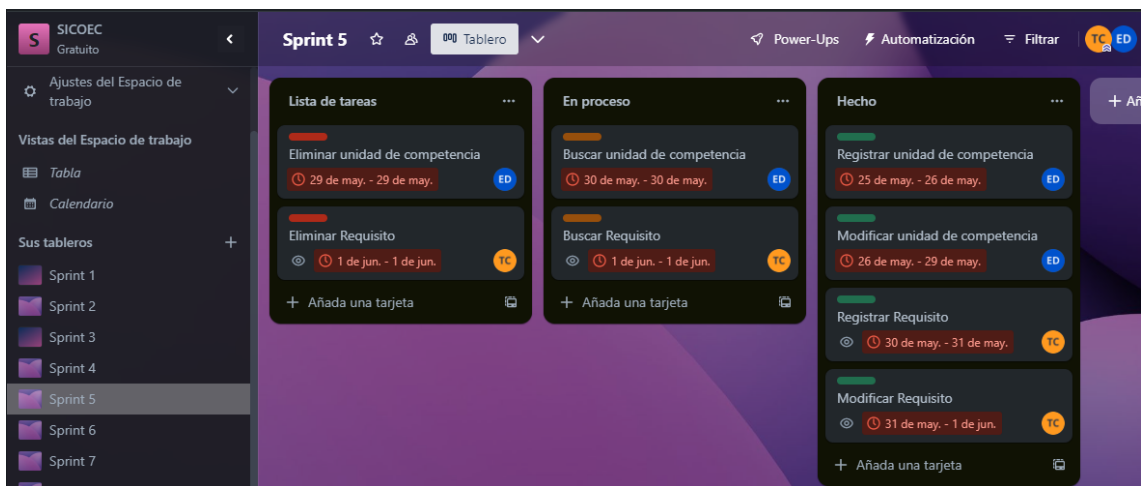 S
SICOEC
Gratuito
Ajustes del Espacio de
trabajo
Vistas del Espacio de trabajo
Tabla
Calendario
Sus tableros
Sprint 1
Sprint 2
Sprint 3
Sprint 4
Sprint 5
Sprint 6
Sprint 7
Sprint 5
Tablero
Power-Ups
Automatización
Filtrar
TC
ED
Lista de tareas
Eliminar unidad de competencia
29 de may. - 29 de may.
ED
Eliminar Requisito
1 de jun. - 1 de jun.
TC
+ Añada una tarjeta
En proceso
Buscar unidad de competencia
30 de may. - 30 de may.
ED
Buscar Requisito
1 de jun. - 1 de jun.
TC
+ Añada una tarjeta
Hecho
Registrar unidad de competencia
25 de may. - 26 de may.
ED
Modificar unidad de competencia
26 de may. - 29 de may.
ED
Registrar Requisito
30 de may. - 31 de may.
TC
Modificar Requisito
31 de may. - 1 de jun.
TC
+ Añada una tarjeta
+ Añ